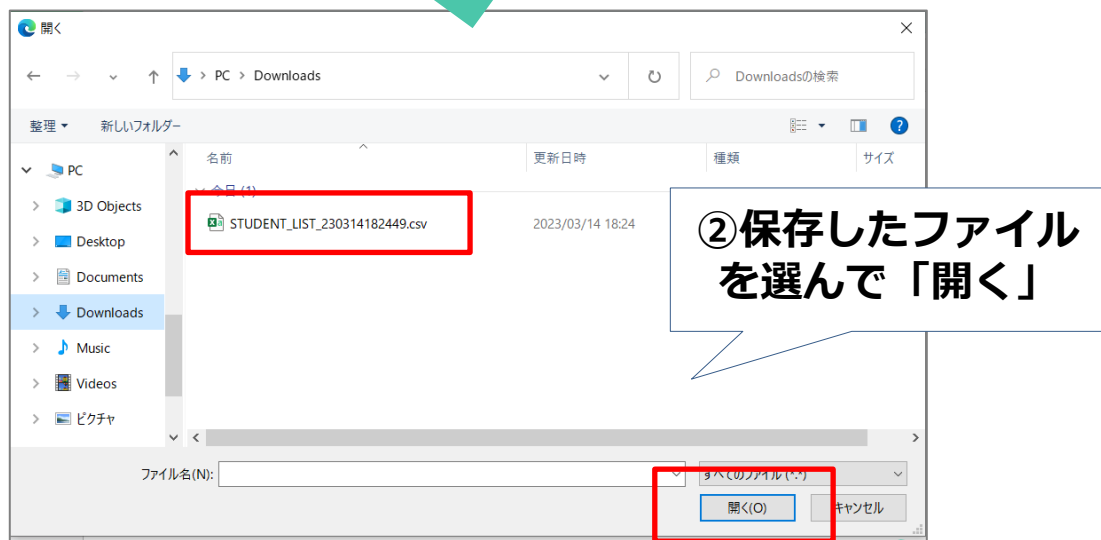 開く
PC > Downloads
Downloadsの検索
整理
新しいフォルダー
名前
更新日時
種類
サイズ
PC
今日 (1)
3D Objects
STUDENT_LIST_230314182449.csv
2023/03/14 18:24
Desktop
Documents
Downloads
Music
Videos
ピクチャ
②保存したファイル
を選んで「開く」
ファイル名(N):
すべてのファイル (*.*)
開く(O)
キャンセル